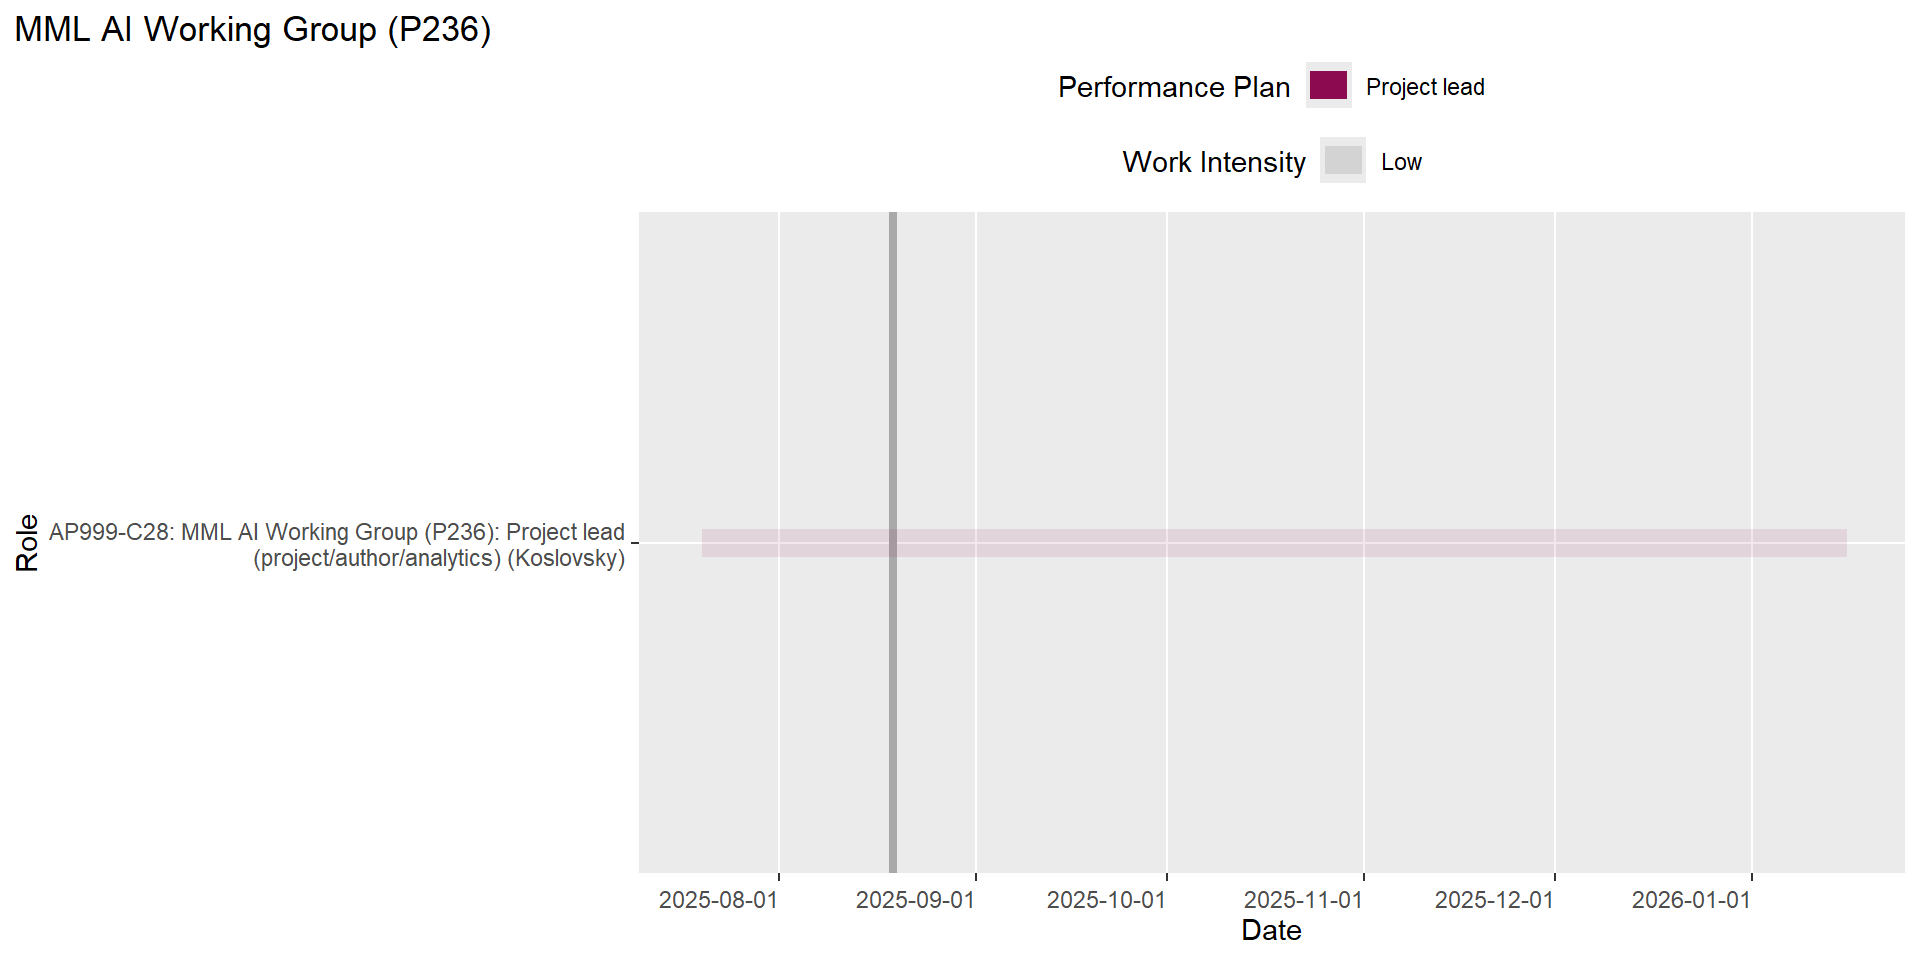 MML AI Working Group (P236)
Performance Plan Project lead
Work Intensity Low
Role
AP999-C28: MML AI Working Group (P236): Project lead
(project/author/analytics) (Koslovsky)
2025-08-01 2025-09-01 2025-10-01 2025-11-01 2025-12-01 2026-01-01
Date